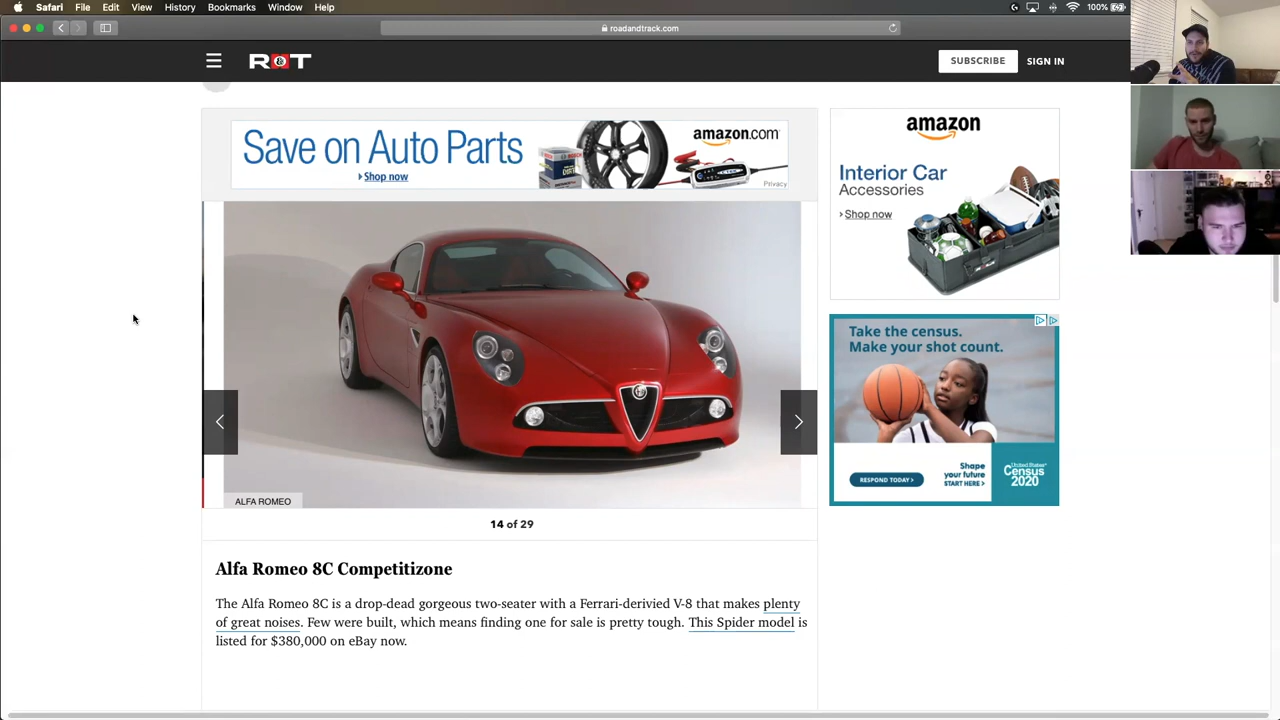 Safari File Edit View History Bookmarks Window Help 100%
roadandtrack.com
R&T SUBSCRIBE SIGN IN
Save on Auto Parts
Shop now
amazon.com
Privacy
amazon
Interior Car
Accessories
Shop now
Take the census.
Make your shot count.
Shape
your future
START HERE >
United States
Census
2020
RESPOND TODAY >
ALFA ROMEO
14 of 29
Alfa Romeo 8C Competitizone
The Alfa Romeo 8C is a drop-dead gorgeous two-seater with a Ferrari-derivied V-8 that makes plenty
of great noises. Few were built, which means finding one for sale is pretty tough. This Spider model is
listed for $380,000 on eBay now.